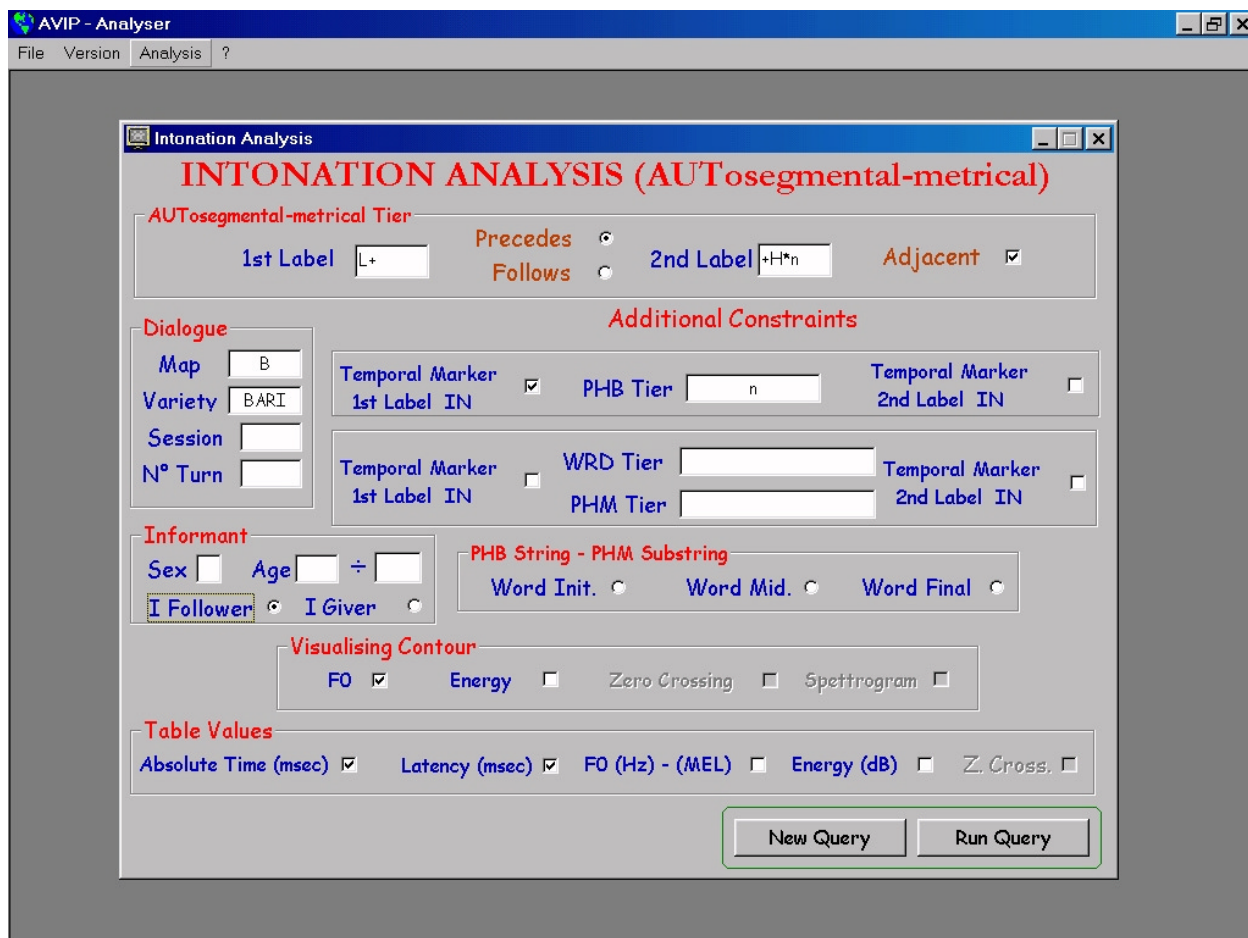 AVIP - Analyser
File Version Analysis ?
Intonation Analysis
INTONATION ANALYSIS (AUTosegmental-metrical)
AUTosegmental-metrical Tier
1st Label L+ Precedes 2nd Label +H*n Adjacent
Follows
Additional Constraints
Dialogue
Map B
Variety BARI
Session
Nº Turn
Temporal Marker
1st Label IN
PHB Tier n
Temporal Marker
2nd Label IN
Temporal Marker
1st Label IN
WRD Tier
PHM Tier
Temporal Marker
2nd Label IN
Informant
Sex Age ÷
I Follower I Giver
PHB String - PHM Substring
Word Init. Word Mid. Word Final
Visualising Contour
F0 Energy Zero Crossing Spettrogram
Table Values
Absolute Time (msec) Latency (msec) F0 (Hz) - (MEL) Energy (dB) Z. Cross.
New Query Run Query